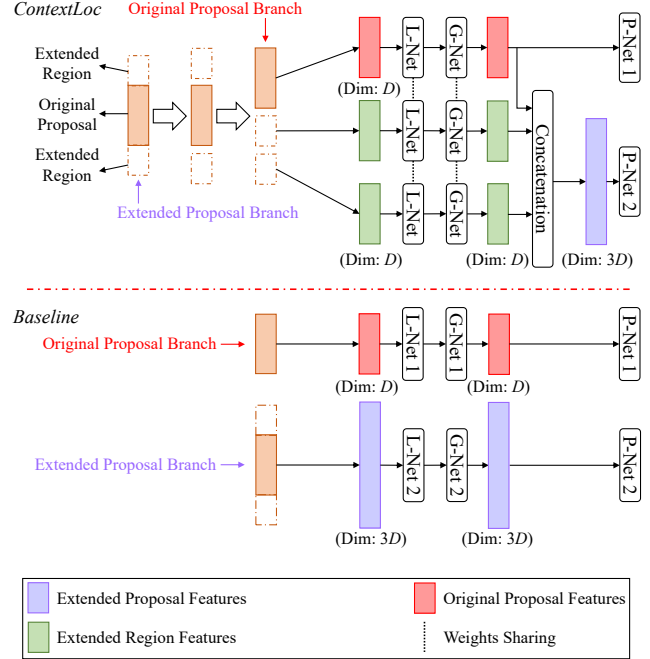 ContextLoc
Original Proposal Branch
Extended
Region
Original
Proposal
Extended
Region
Extended Proposal Branch
(Dim: D)
L-Net
G-Net
P-Net 1
L-Net
G-Net
L-Net
G-Net
Concatenation
P-Net 2
(Dim: D)
(Dim: D)
(Dim: 3D)
Baseline
Original Proposal Branch
L-Net 1
G-Net 1
P-Net 1
(Dim: D)
(Dim: D)
Extended Proposal Branch
L-Net 2
G-Net 2
P-Net 2
(Dim: 3D)
(Dim: 3D)
Extended Proposal Features
Original Proposal Features
Extended Region Features
Weights Sharing